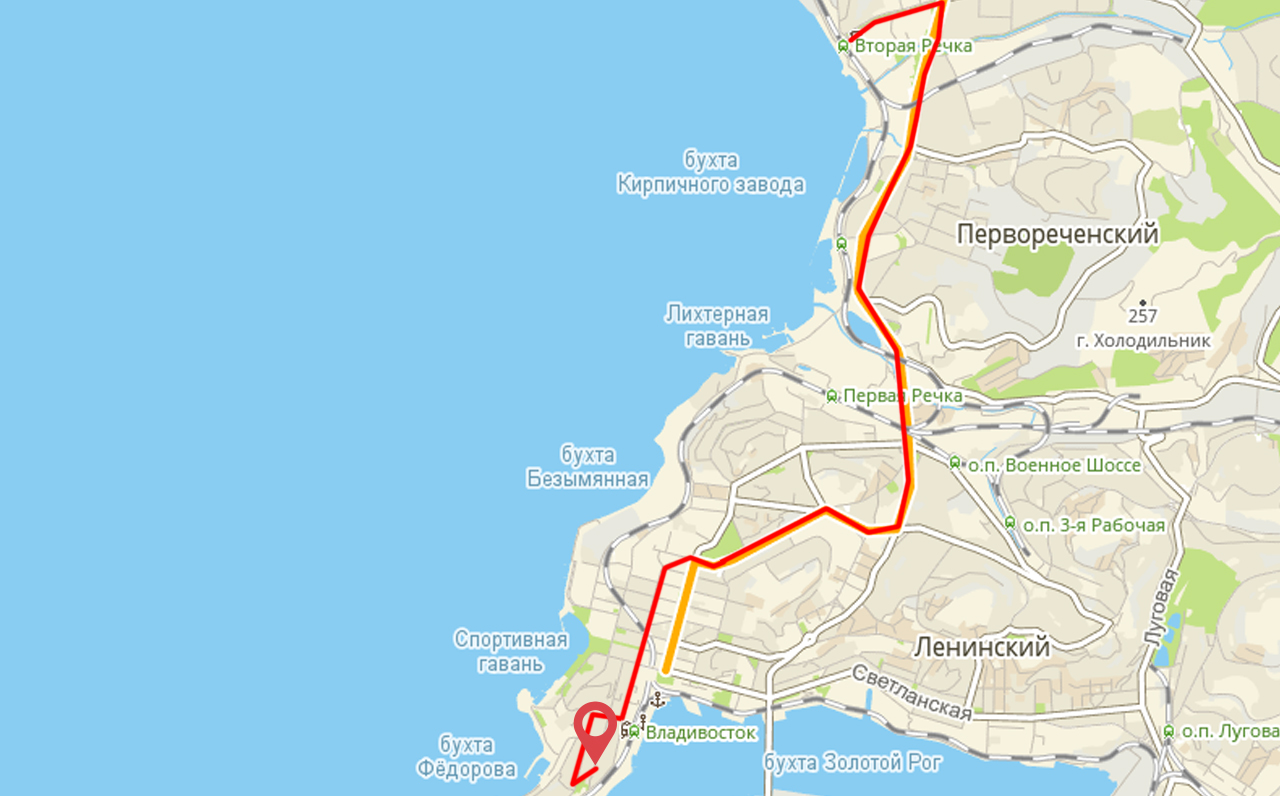 Вторая Речка
бухта
Кирпичного завода
Первореченский
Лихтерная
гавань
257
г. Холодильник
Первая Речка
бухта
Безымянная
о.п. Военное Шоссе
о.п. 3-я Рабочая
Луговая
Спортивная
гавань
Ленинский
Светланская
бухта
Фёдорова
Владивосток
о.п. Лугова
бухта Золотой Рог